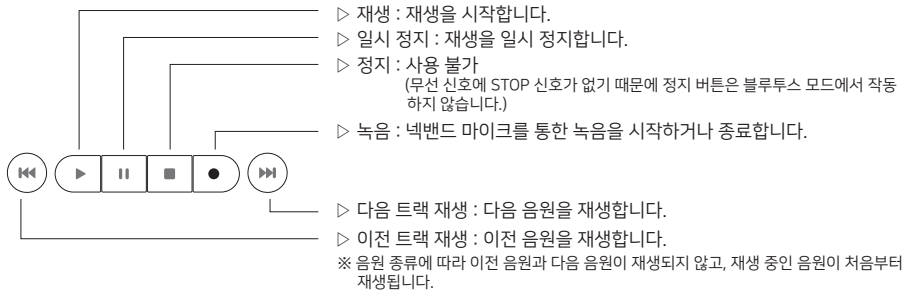 ▷ 재생 : 재생을 시작합니다.
▷ 일시 정지 : 재생을 일시 정지합니다.
▷ 정지 : 사용 불가
(무선 신호에 STOP 신호가 없기 때문에 정지 버튼은 블루투스 모드에서 작동
하지 않습니다.)
▷ 녹음 : 넥밴드 마이크를 통한 녹음을 시작하거나 종료합니다.
▷ 다음 트랙 재생 : 다음 음원을 재생합니다.
▷ 이전 트랙 재생 : 이전 음원을 재생합니다.
※ 음원 종류에 따라 이전 음원과 다음 음원이 재생되지 않고, 재생 중인 음원이 처음부터
재생됩니다.